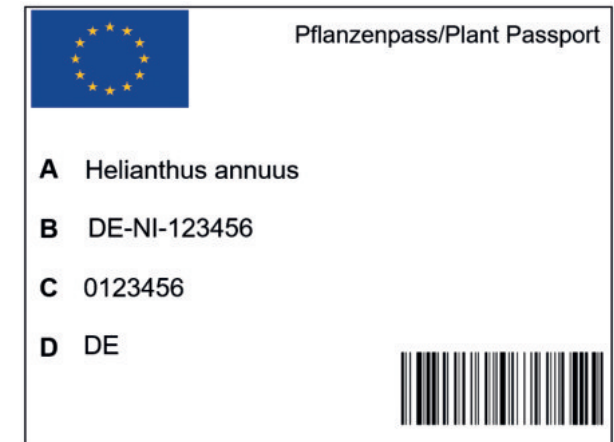 Pflanzenpass/Plant Passport
A Helianthus annuus
B DE-NI-123456
C 0123456
D DE